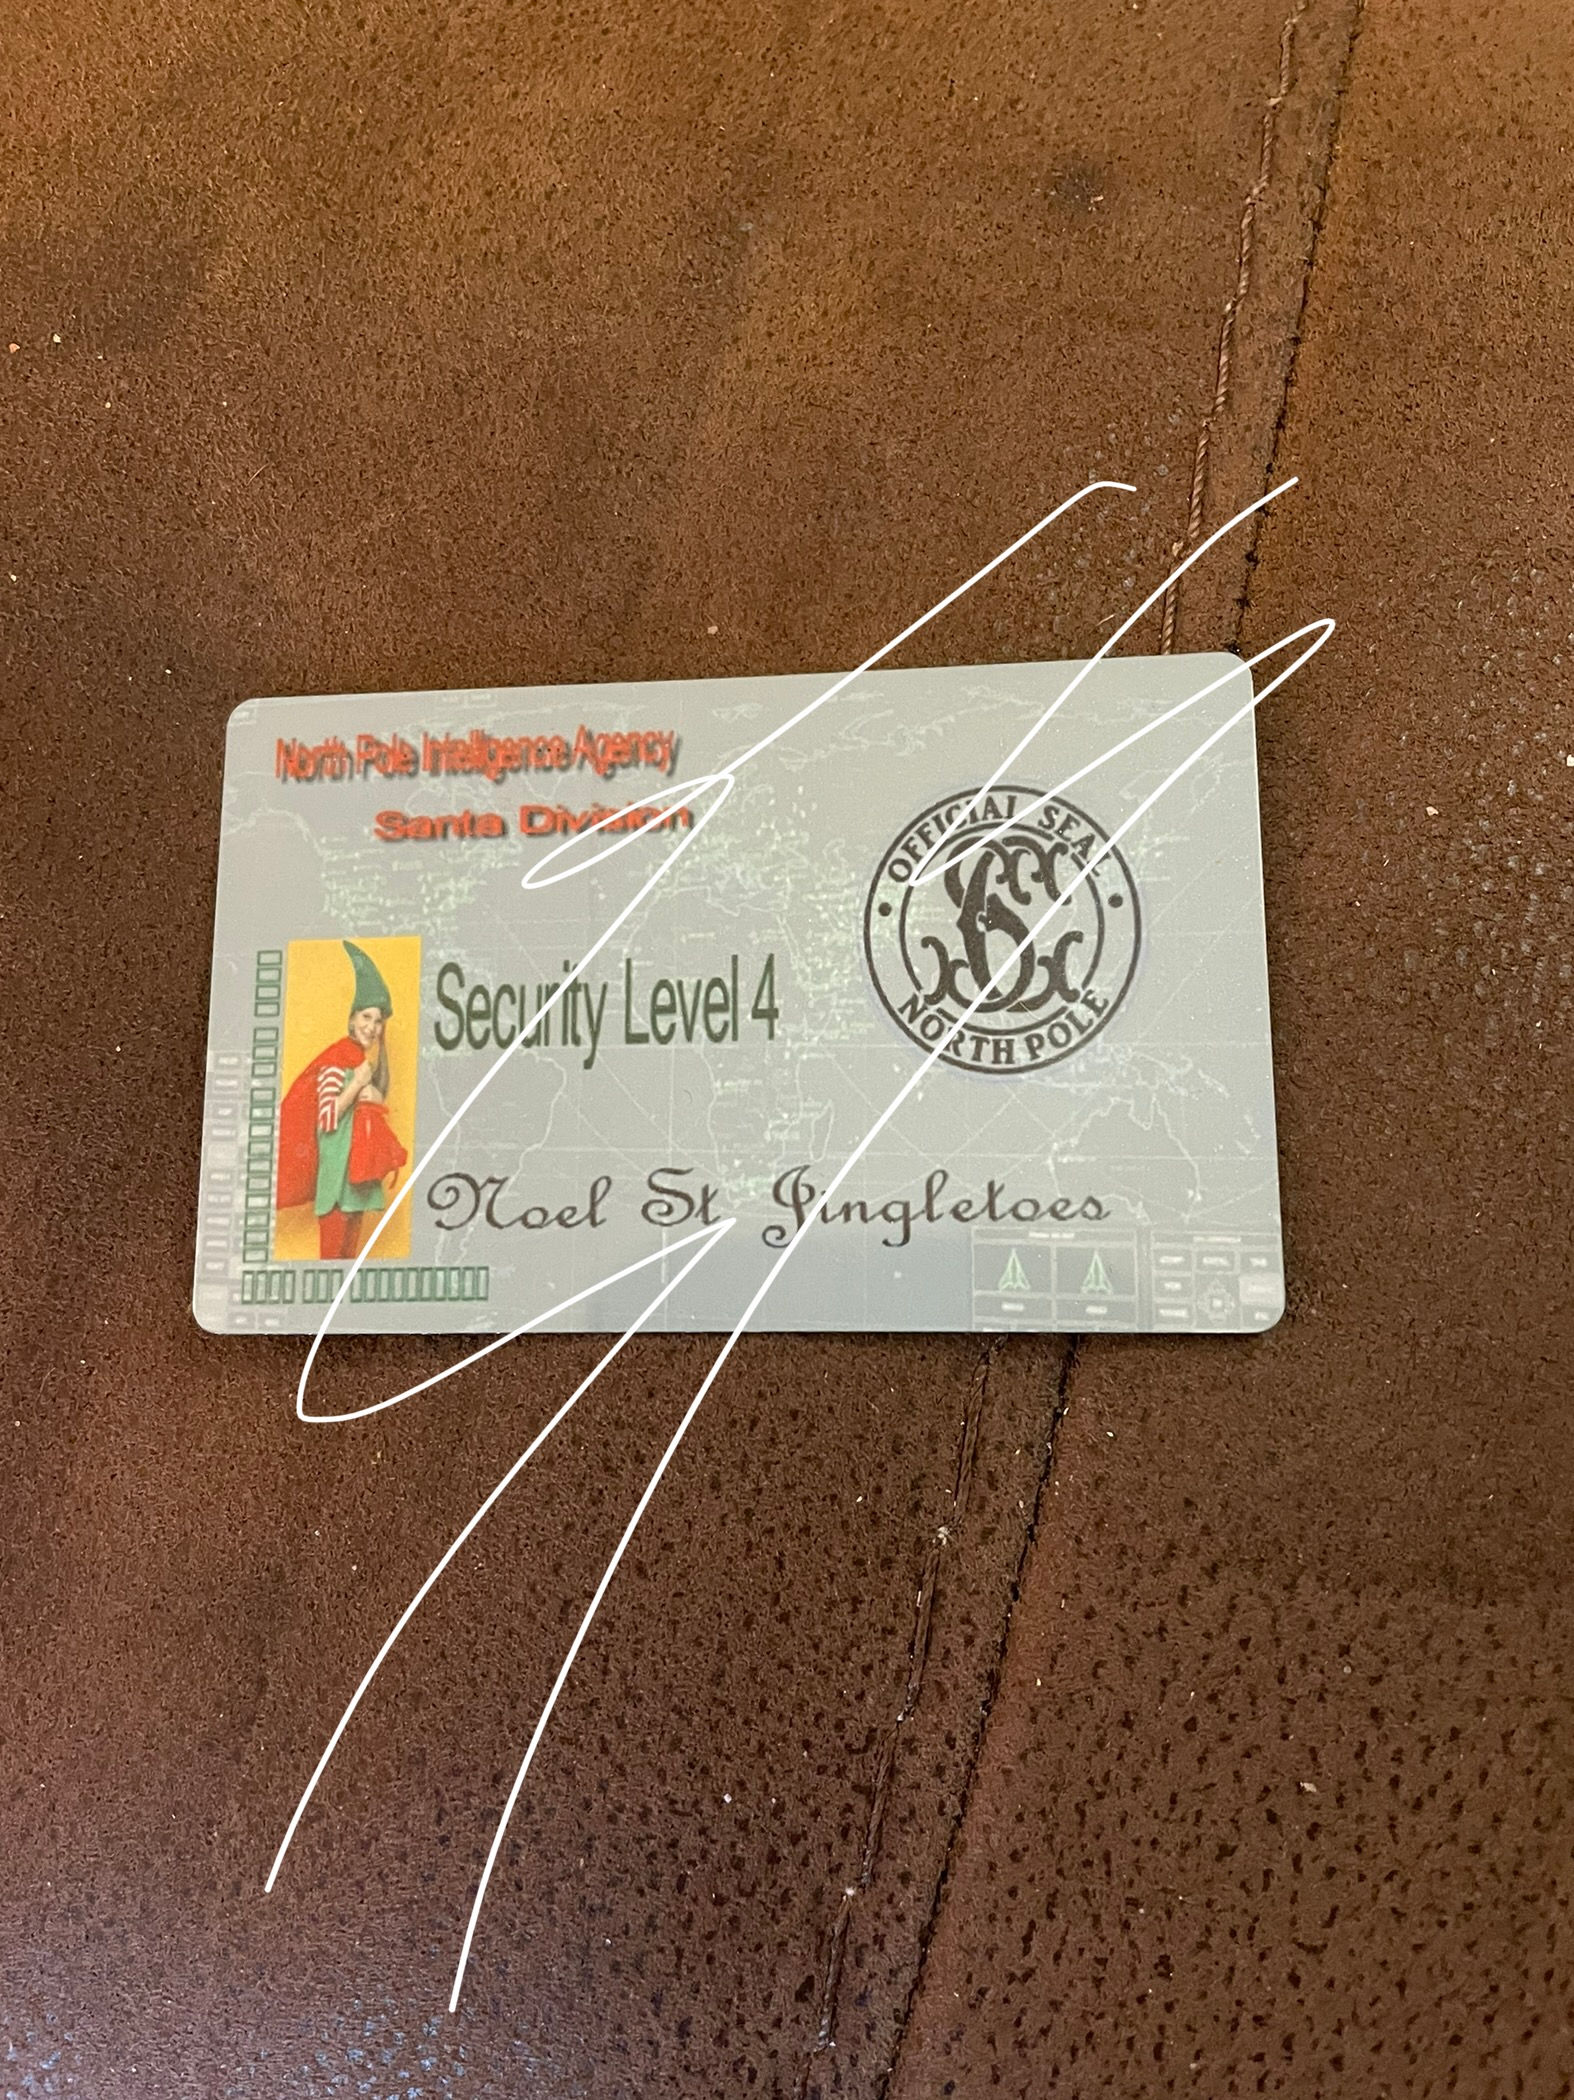 North Pole Intelligence Agency
Santa Division
OFFICIAL SEAL
NORTH POLE
Security Level 4
Noel St Jingletoes